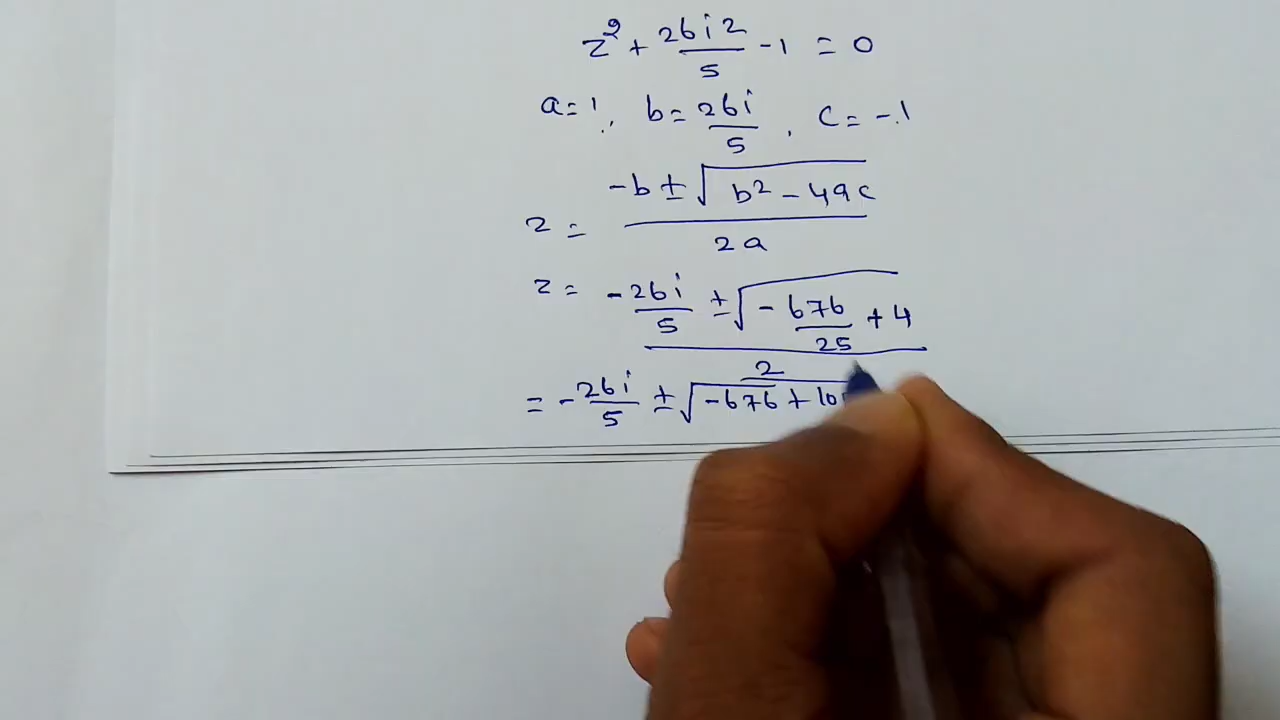 z² + 26iz/5 - 1 = 0
a = 1, b = 26i/5, c = -1
z = (-b ± √(b² - 4ac))/2a
z = (-26i/5 ± √(-676/25 + 4))/2
= -26i/5 ± √(-676 + 10